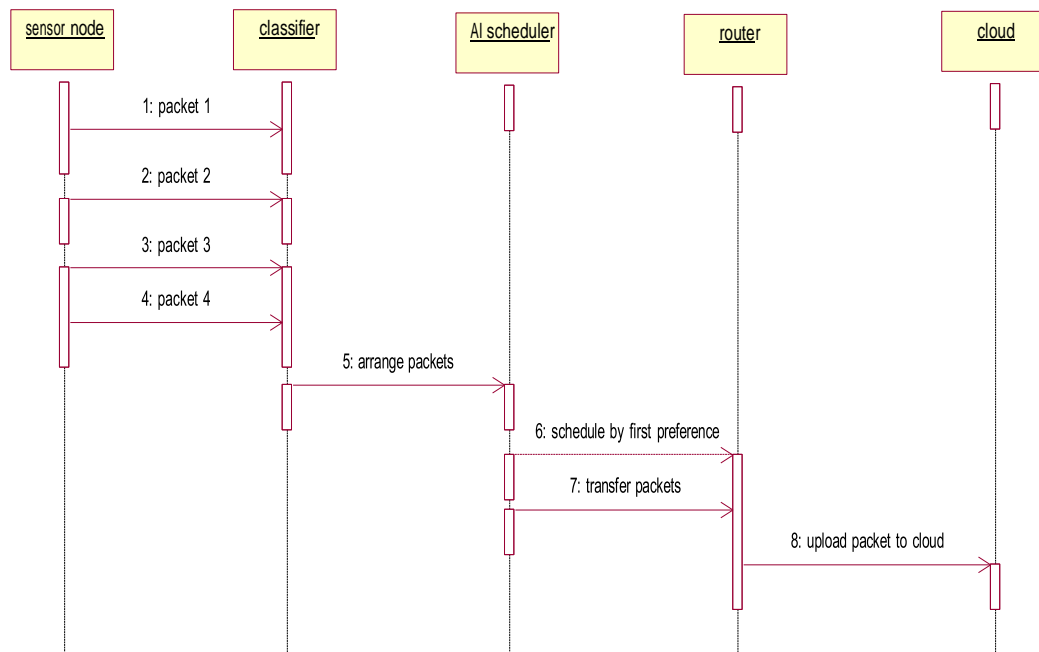 sensor node
classifier
AI scheduler
router
cloud
1: packet 1
2: packet 2
3: packet 3
4: packet 4
5: arrange packets
6: schedule by first preference
7: transfer packets
8: upload packet to cloud